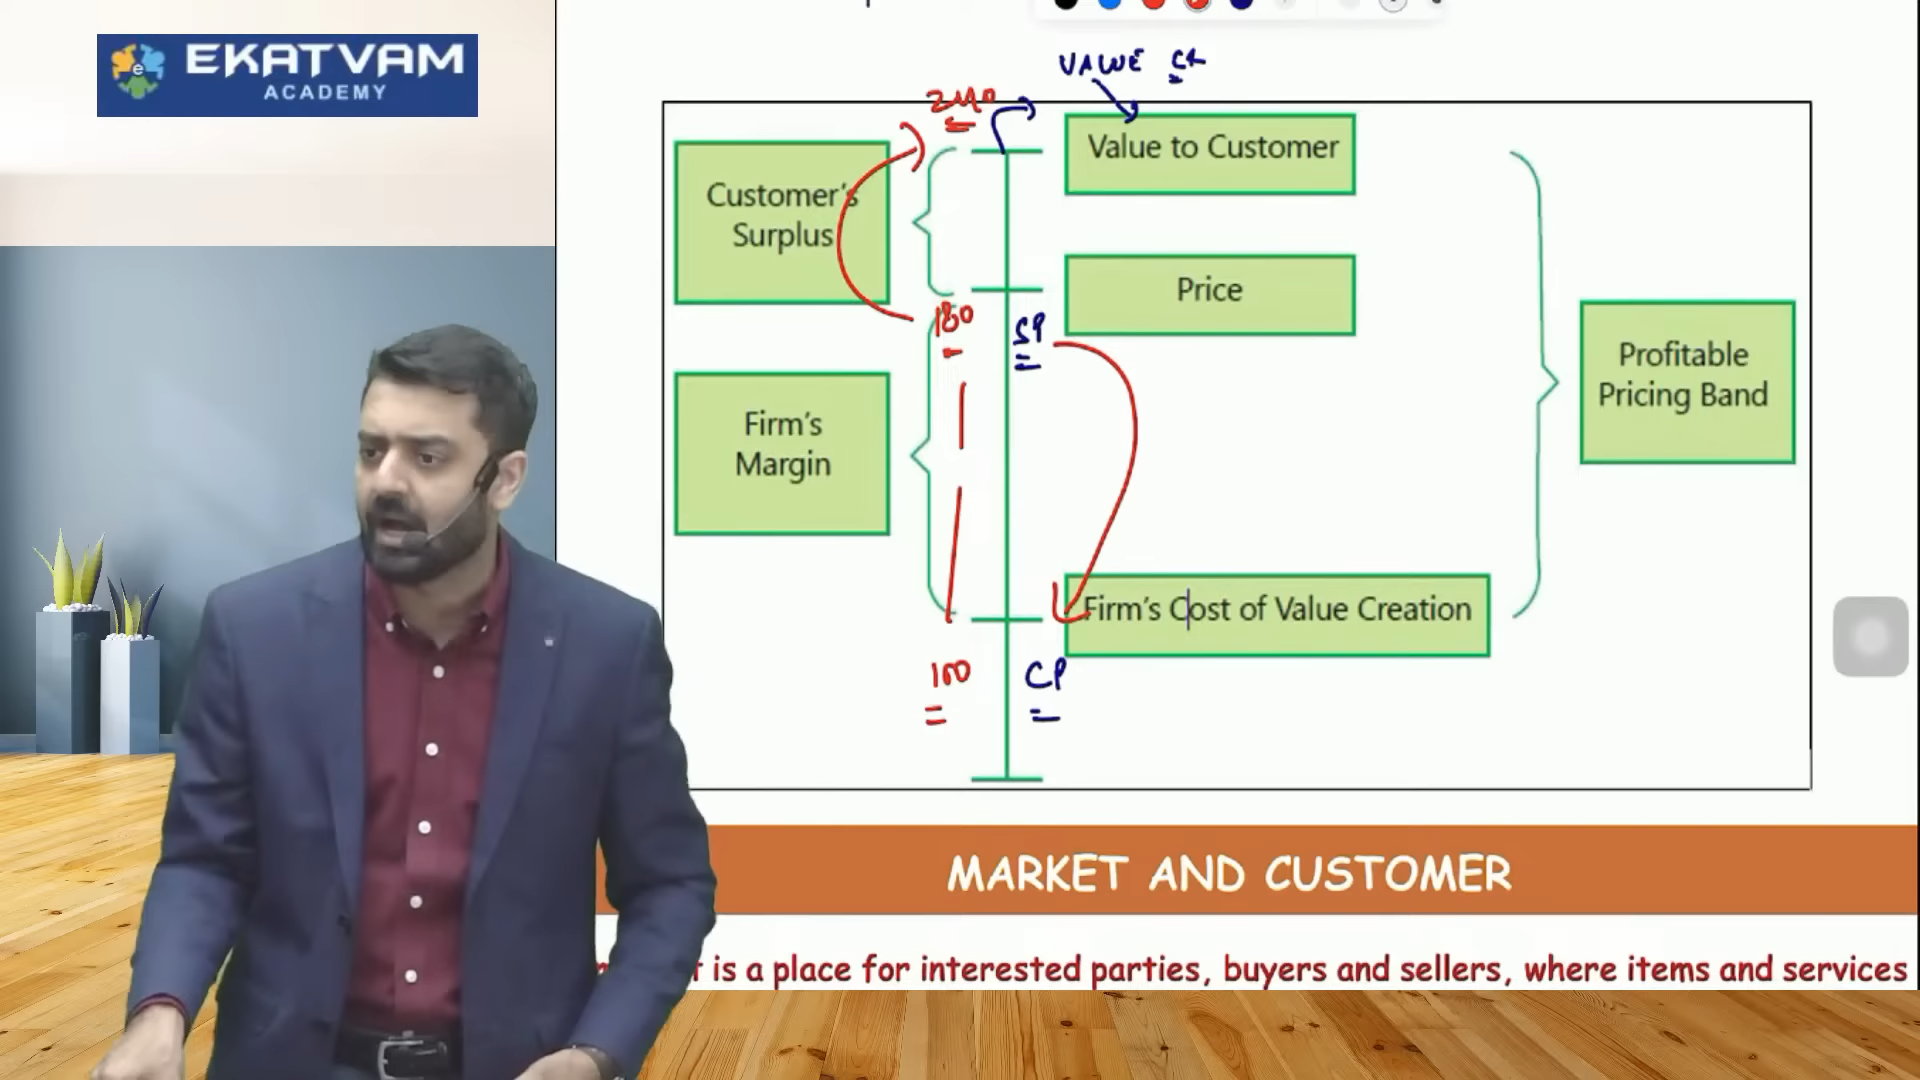 EKATVAM
ACADEMY
VALUE CR
240
Value to Customer
Customer's
Surplus
Price
180
SP
Profitable
Pricing Band
Firm's
Margin
Firm's Cost of Value Creation
100
CP
MARKET AND CUSTOMER
is a place for interested parties, buyers and sellers, where items and services